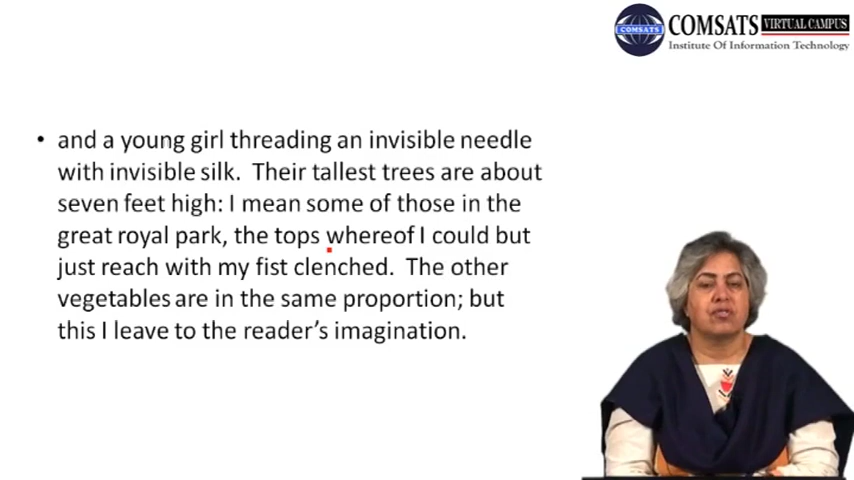 COMSATS VIRTUAL CAMPUS
COMSATS
Institute Of Information Technology
• and a young girl threading an invisible needle
with invisible silk. Their tallest trees are about
seven feet high: I mean some of those in the
great royal park, the tops whereof I could but
just reach with my fist clenched. The other
vegetables are in the same proportion; but
this I leave to the reader's imagination.